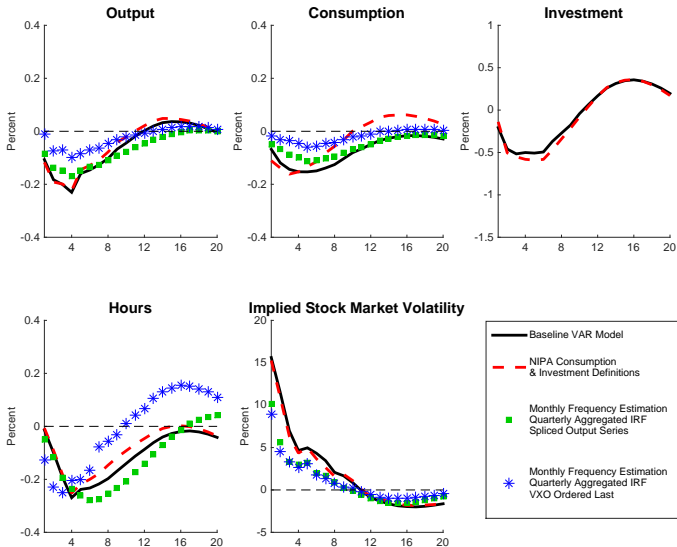 Output
Consumption
Investment
0.4
0.2
0
-0.2
-0.4
Percent
4
8
12
16
20
0.4
0.2
0
-0.2
-0.4
Percent
4
8
12
16
20
1
0.5
0
-0.5
-1
-1.5
Percent
4
8
12
16
20
Hours
Implied Stock Market Volatility
0.4
0.2
0
-0.2
-0.4
Percent
4
8
12
16
20
20
15
10
5
0
-5
Percent
4
8
12
16
20
Baseline VAR Model
NIPA Consumption
& Investment Definitions
Monthly Frequency Estimation
Quarterly Aggregated IRF
Spliced Output Series
Monthly Frequency Estimation
Quarterly Aggregated IRF
VXO Ordered Last